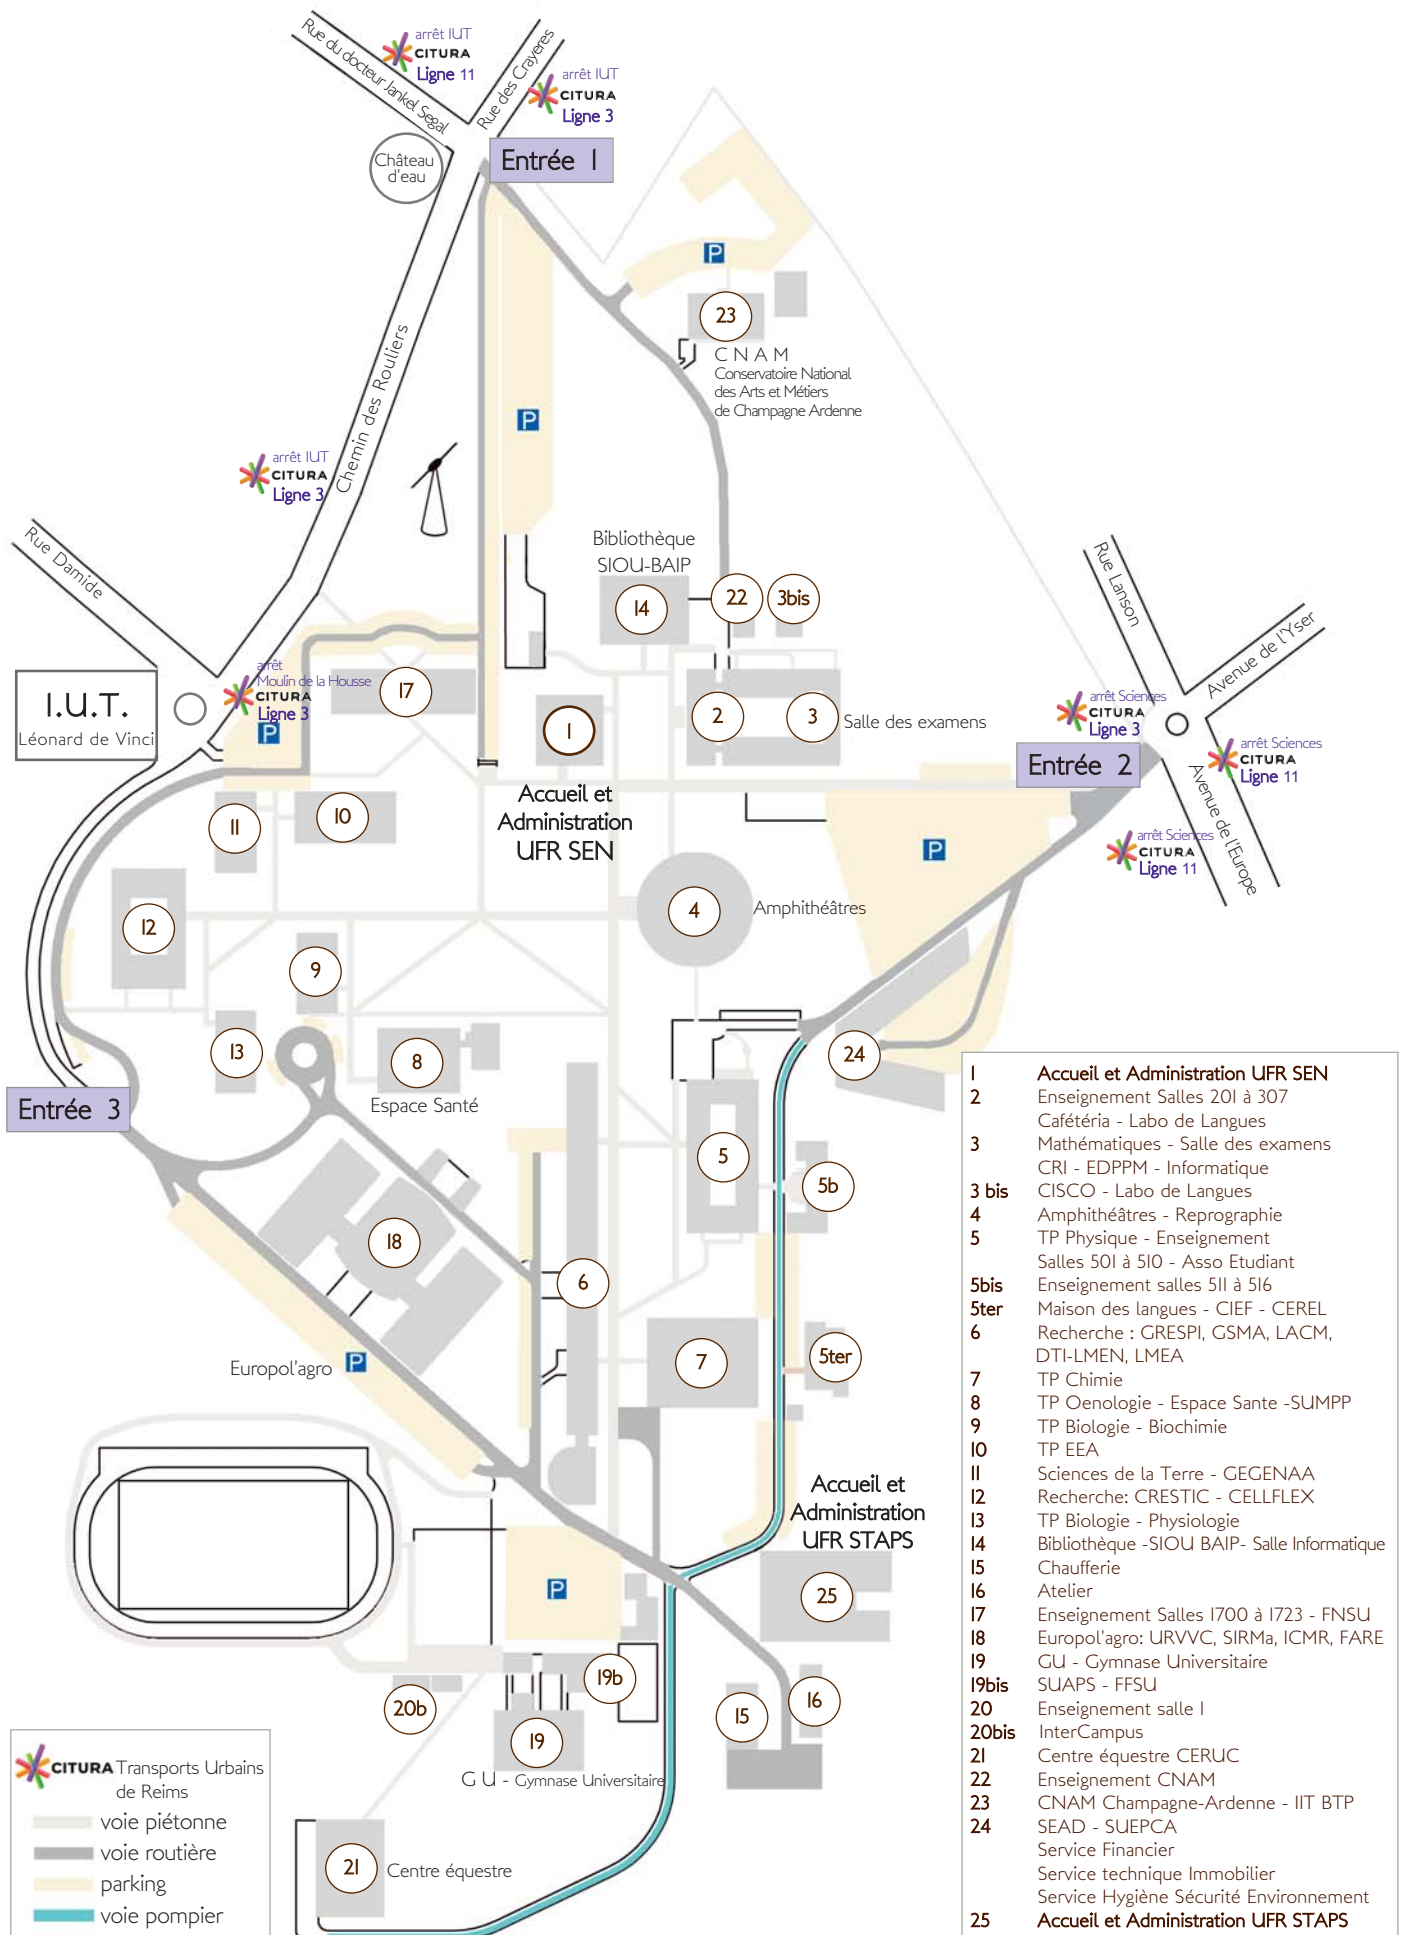 Rue du docteur Jankel Segal
arrêt IUT
CITURA
Ligne 11
Rue des Crayeres
arrêt IUT
CITURA
Ligne 3
Château
d'eau
Entrée 1
P
23
C N A M
Conservatoire National
des Arts et Métiers
de Champagne Ardenne
Chemin des Rouliers
P
arrêt IUT
CITURA
Ligne 3
Rue Damide
Bibliothèque
SIOU-BAIP
14
22
3bis
Rue Lanson
Avenue de l'Yser
I.U.T.
Léonard de Vinci
arrêt
Moulin de la Housse
CITURA
Ligne 3
P
17
1
2
3
Salle des examens
arrêt Sciences
CITURA
Ligne 3
Entrée 2
arrêt Sciences
CITURA
Ligne 11
Avenue de l'Europe
arrêt Sciences
CITURA
Ligne 11
Accueil et
Administration
UFR SEN
11
10
P
12
4
Amphithéâtres
9
13
8
Espace Santé
24
Entrée 3
5
5b
18
6
Europol'agro
P
7
5ter
Accueil et
Administration
UFR STAPS
P
25
19b
20b
19
15
16
G U - Gymnase Universitaire
21
Centre équestre
CITURA Transports Urbains
de Reims
voie piétonne
voie routière
parking
voie pompier
1 Accueil et Administration UFR SEN
2 Enseignement Salles 201 à 307
Cafétéria - Labo de Langues
3 Mathématiques - Salle des examens
CRI - EDPPM - Informatique
3 bis CISCO - Labo de Langues
4 Amphithéâtres - Reprographie
5 TP Physique - Enseignement
Salles 501 à 510 - Asso Etudiant
5bis Enseignement salles 511 à 516
5ter Maison des langues - CIEF - CEREL
6 Recherche : GRESPI, GSMA, LACM,
DTI-LMEN, LMEA
7 TP Chimie
8 TP Oenologie - Espace Sante -SUMPP
9 TP Biologie - Biochimie
10 TP EEA
11 Sciences de la Terre - GEGENAA
12 Recherche: CRESTIC - CELLFLEX
13 TP Biologie - Physiologie
14 Bibliothèque -SIOU BAIP- Salle Informatique
15 Chaufferie
16 Atelier
17 Enseignement Salles 1700 à 1723 - FNSU
18 Europol'agro: URVVC, SIRMa, ICMR, FARE
19 GU - Gymnase Universitaire
19bis SUAPS - FFSU
20 Enseignement salle 1
20bis InterCampus
21 Centre équestre CERUC
22 Enseignement CNAM
23 CNAM Champagne-Ardenne - IIT BTP
24 SEAD - SUEPCA
Service Financier
Service technique Immobilier
Service Hygiène Sécurité Environnement
25 Accueil et Administration UFR STAPS